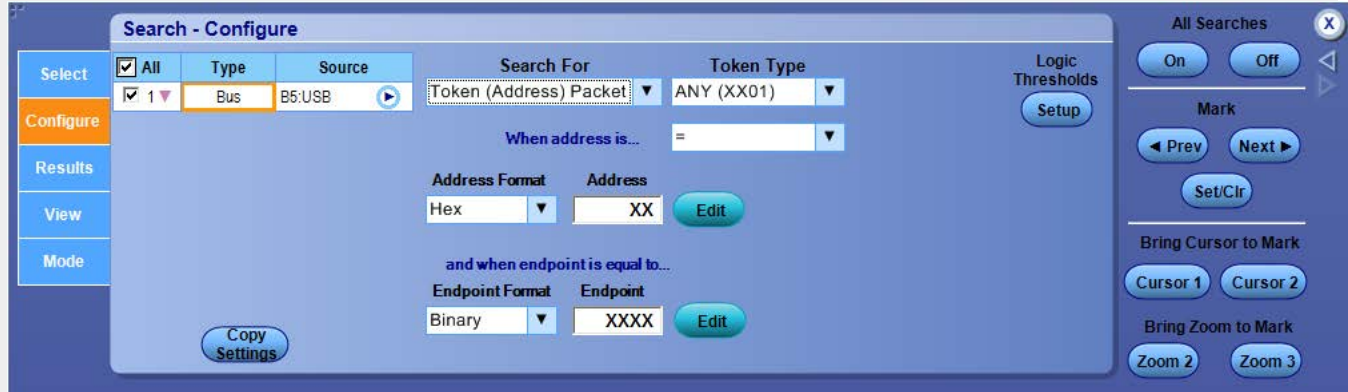 Search - Configure
Select
Configure
Results
View
Mode
All Type Source
1 Bus B5:USB
Copy
Settings
Search For Token Type
Token (Address) Packet ANY (XX01)
When address is... =
Address Format Address
Hex XX Edit
and when endpoint is equal to...
Endpoint Format Endpoint
Binary XXXX Edit
Logic
Thresholds
Setup
All Searches
X
On Off
Mark
Prev Next
Set/Clr
Bring Cursor to Mark
Cursor 1 Cursor 2
Bring Zoom to Mark
Zoom 2 Zoom 3